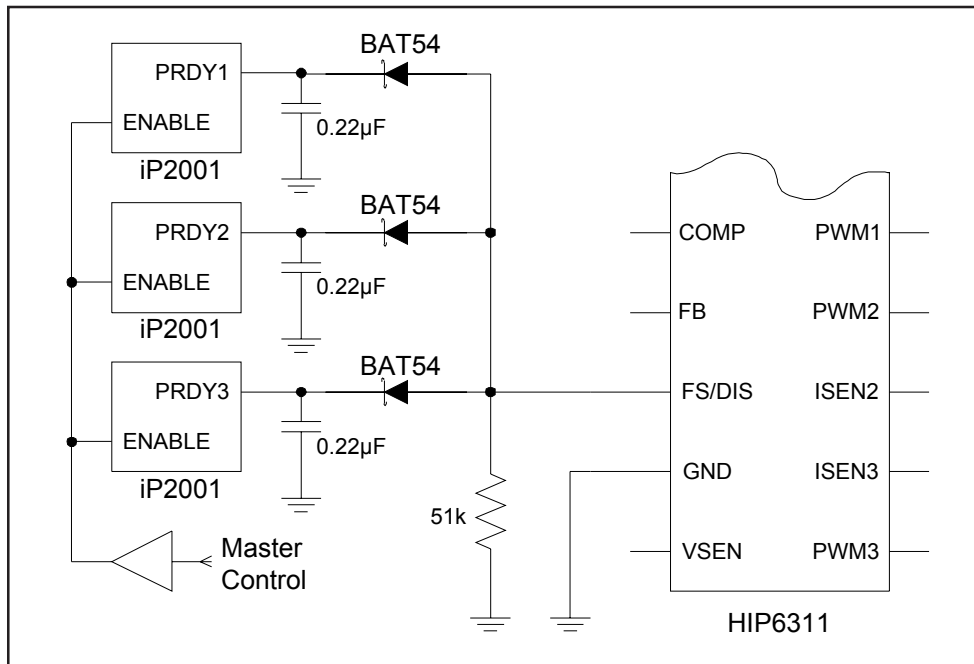 BAT54
PRDY1
ENABLE
0.22µF
iP2001
BAT54
PRDY2
ENABLE
0.22µF
iP2001
BAT54
PRDY3
ENABLE
0.22µF
iP2001
Master
Control
51k
COMP
PWM1
FB
PWM2
FS/DIS
ISEN2
GND
ISEN3
VSEN
PWM3
HIP6311